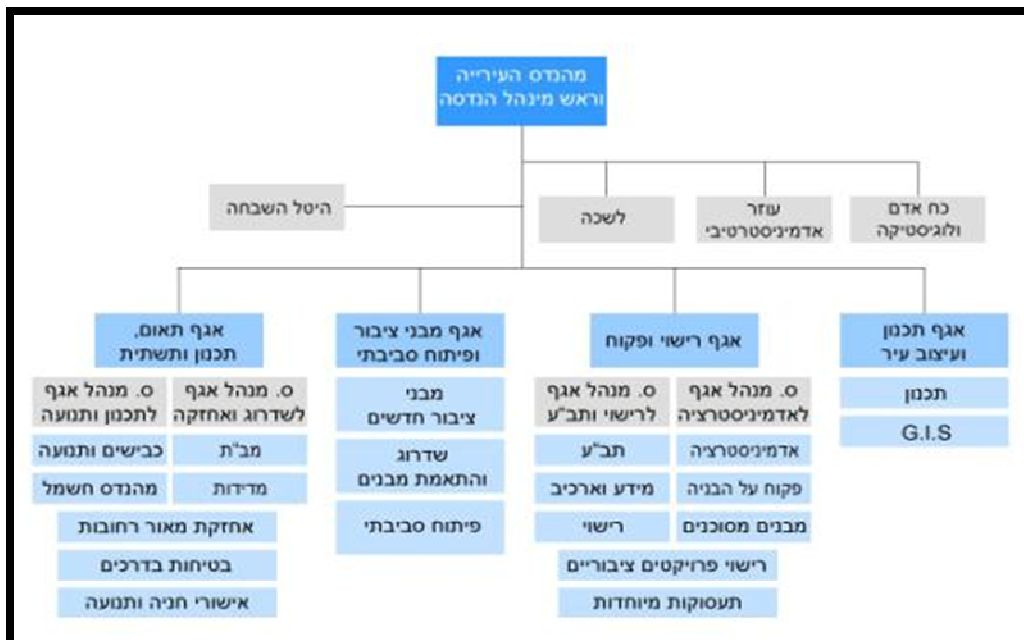 מהנדס העירייה
וראש מינהל הנדסה
כח אדם
ולוגיסטיקה
עוזר
אדמיניסטרטיבי
לשכה
היטל השבחה
אגף תכנון
ועיצוב עיר
תכנון
G.I.S
אגף רישוי ופקוח
ס. מנהל אגף
לאדמיניסטרציה
אדמיניסטרציה
פקוח על הבניה
מבנים מסוכנים
ס. מנהל אגף
לרישוי ותב"ע
תב"ע
מידע וארכיב
רישוי
רישוי פרויקטים ציבוריים
תעסוקות מיוחדות
אגף מבני ציבור
ופיתוח סביבתי
מבני
ציבור חדשים
שדרוג
והתאמת מבנים
פיתוח סביבתי
אגף תאום,
תכנון ותשתית
ס. מנהל אגף
לשדרוג ואחזקה
מב"ת
מדידות
ס. מנהל אגף
לתכנון ותנועה
כבישים ותנועה
מהנדס חשמל
אחזקת מאור רחובות
בטיחות בדרכים
אישורי חניה ותנועה